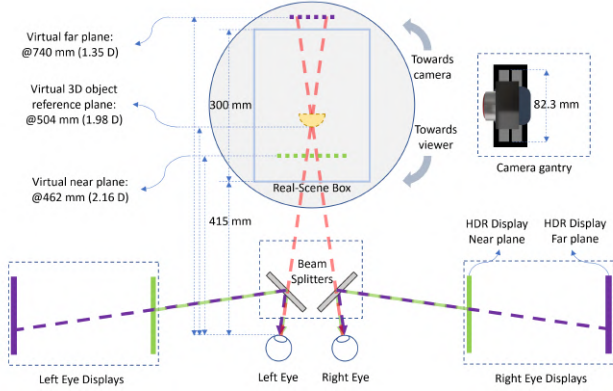 Virtual far plane:
@740 mm (1.35 D)
Virtual 3D object
reference plane:
@504 mm (1.98 D)
Virtual near plane:
@462 mm (2.16 D)
300 mm
415 mm
Real-Scene Box
Towards
camera
Towards
viewer
82.3 mm
Camera gantry
Beam
Splitters
HDR Display
Near plane
HDR Display
Far plane
Left Eye Displays
Left Eye
Right Eye
Right Eye Displays